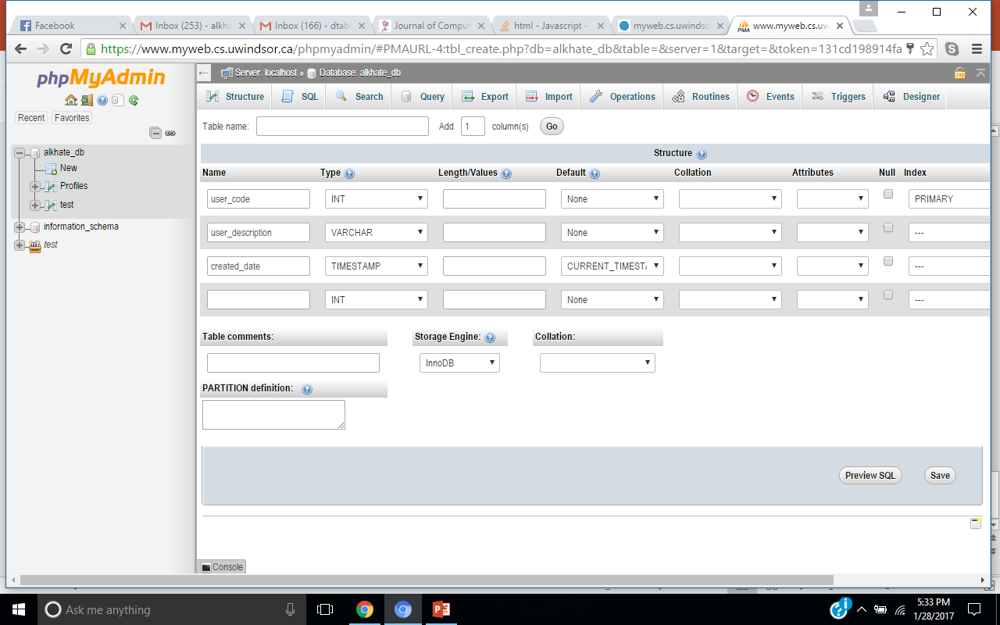 Facebook
Inbox (253) - alkha
Inbox (166) - dtab
Journal of Comput
html - Javascript -
myweb.cs.uwindso
www.myweb.cs.uw
https://www.myweb.cs.uwindsor.ca/phpmyadmin/#PMAURL-4:tbl_create.php?db=alkhate_db&table=&server=1&target=&token=131cd198914fa
phpMyAdmin
Recent Favorites
alkhate_db
New
Profiles
test
information_schema
test
Server: localhost » Database: alkhate_db
Structure SQL Search Query Export Import Operations Routines Events Triggers Designer
Table name: Add 1 column(s) Go
Structure
Name Type Length/Values Default Collation Attributes Null Index
user_code INT None PRIMARY
user_description VARCHAR None ---
created_date TIMESTAMP CURRENT_TIMESTA ---
INT None ---
Table comments: Storage Engine: Collation:
InnoDB
PARTITION definition:
Preview SQL Save
Console
Ask me anything
5:33 PM
1/28/2017